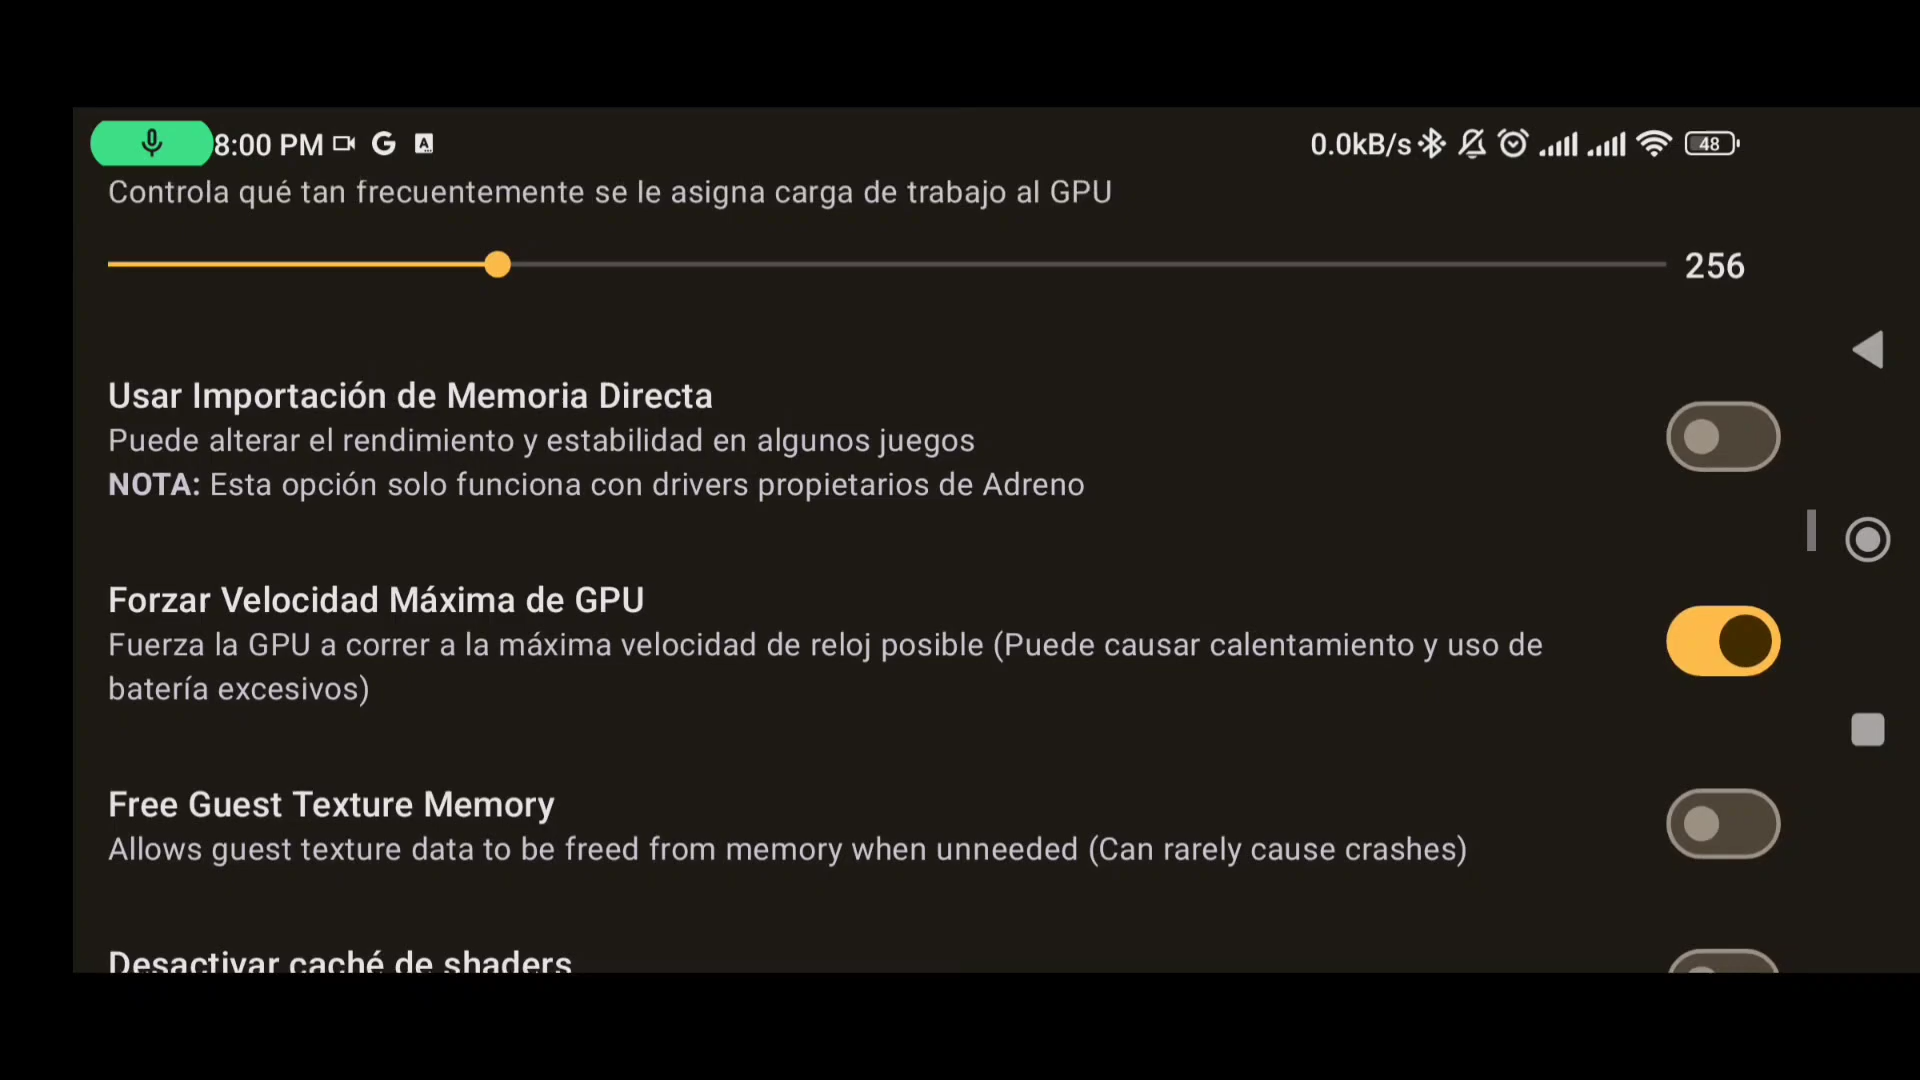 8:00 PM G A 0.0kB/s 48
Controla qué tan frecuentemente se le asigna carga de trabajo al GPU
256
Usar Importación de Memoria Directa
Puede alterar el rendimiento y estabilidad en algunos juegos
NOTA: Esta opción solo funciona con drivers propietarios de Adreno
Forzar Velocidad Máxima de GPU
Fuerza la GPU a correr a la máxima velocidad de reloj posible (Puede causar calentamiento y uso de
batería excesivos)
Free Guest Texture Memory
Allows guest texture data to be freed from memory when unneeded (Can rarely cause crashes)
Desactivar caché de shaders